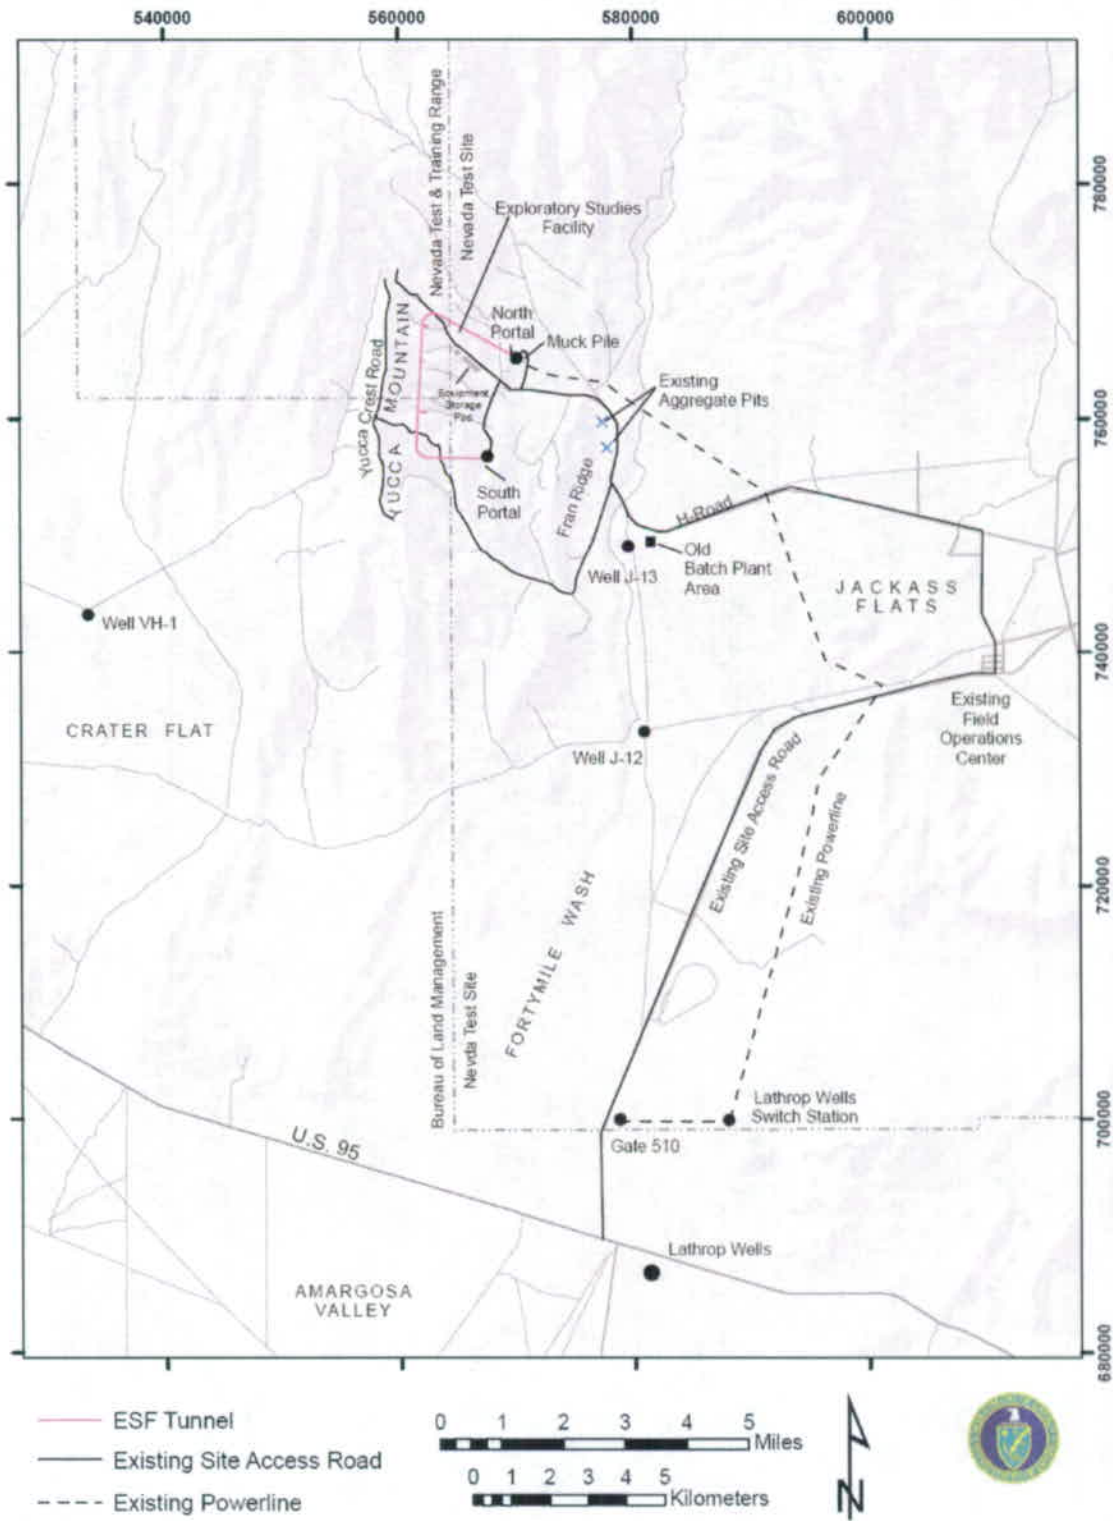 540000
560000
580000
600000
780000
760000
740000
720000
700000
680000
Nevada Test & Training Range
Nevada Test Site
Exploratory Studies
Facility
North
Portal
Muck Pile
Yucca Crest Road
YUCCA MOUNTAIN
Equipment
Storage
Pad
Existing
Aggregate Pits
South
Portal
Fran Ridge
H-Road
Well J-13
Old
Batch Plant
Area
JACKASS
FLATS
Well VH-1
CRATER FLAT
Well J-12
Existing
Field
Operations
Center
Existing Site Access Road
Existing Powerline
FORTYMILE WASH
Bureau of Land Management
Nevda Test Site
Lathrop Wells
Switch Station
Gate 510
U.S. 95
Lathrop Wells
AMARGOSA
VALLEY
ESF Tunnel
Existing Site Access Road
Existing Powerline
0 1 2 3 4 5
Miles
0 1 2 3 4 5
Kilometers
N